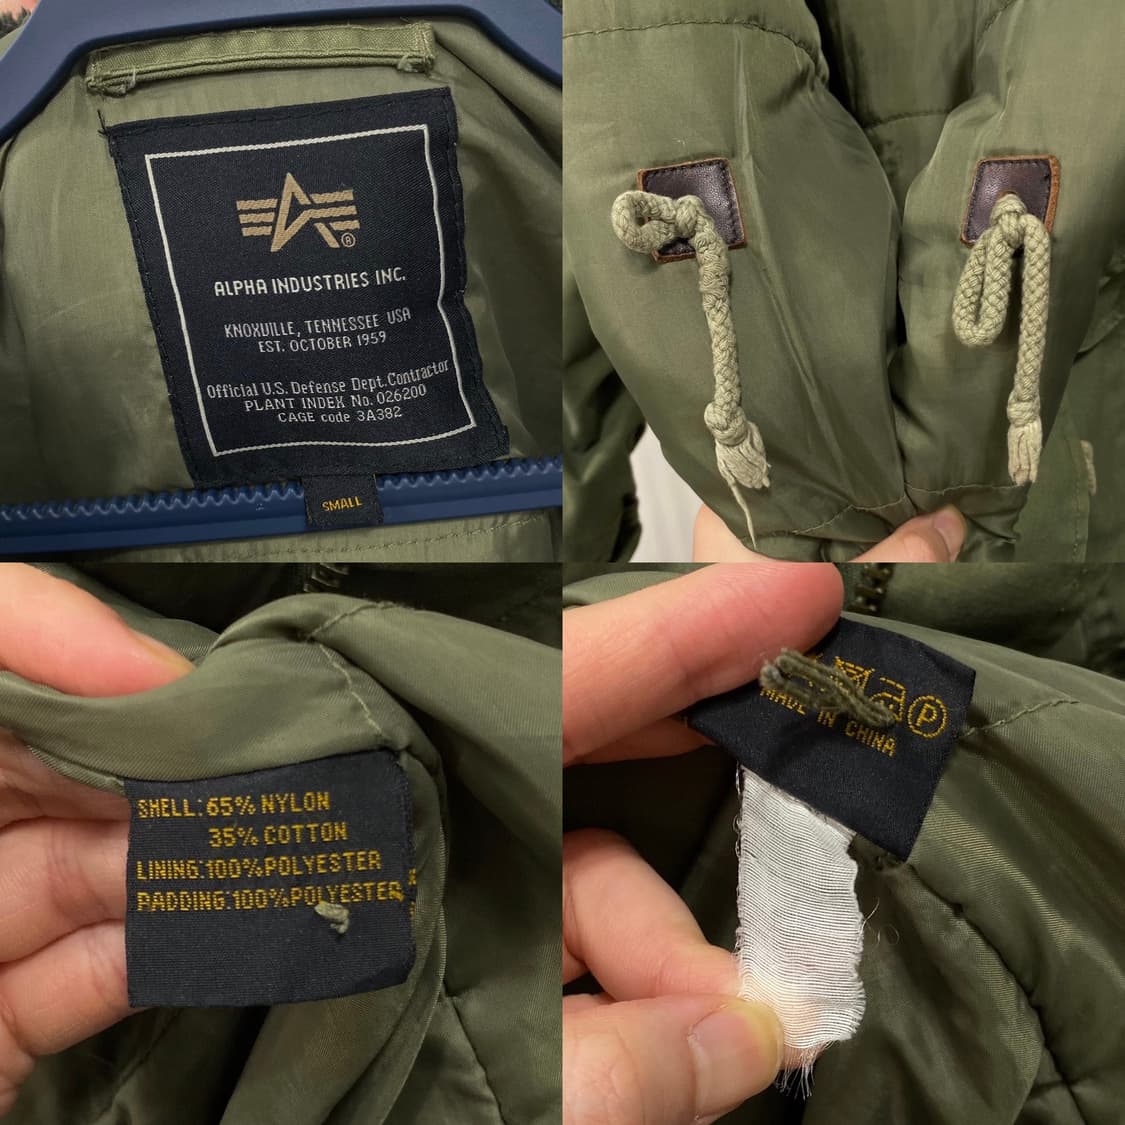 ®
ALPHA INDUSTRIES INC.
KNOXVILLE, TENNESSEE USA
EST. OCTOBER 1959
Official U.S. Defense Dept. Contractor
PLANT INDEX No. 026200
CAGE code 3A382
SMALL
SHELL: 65% NYLON
35% COTTON
LINING: 100% POLYESTER
PADDING: 100% POLYESTER
P
MADE IN CHINA